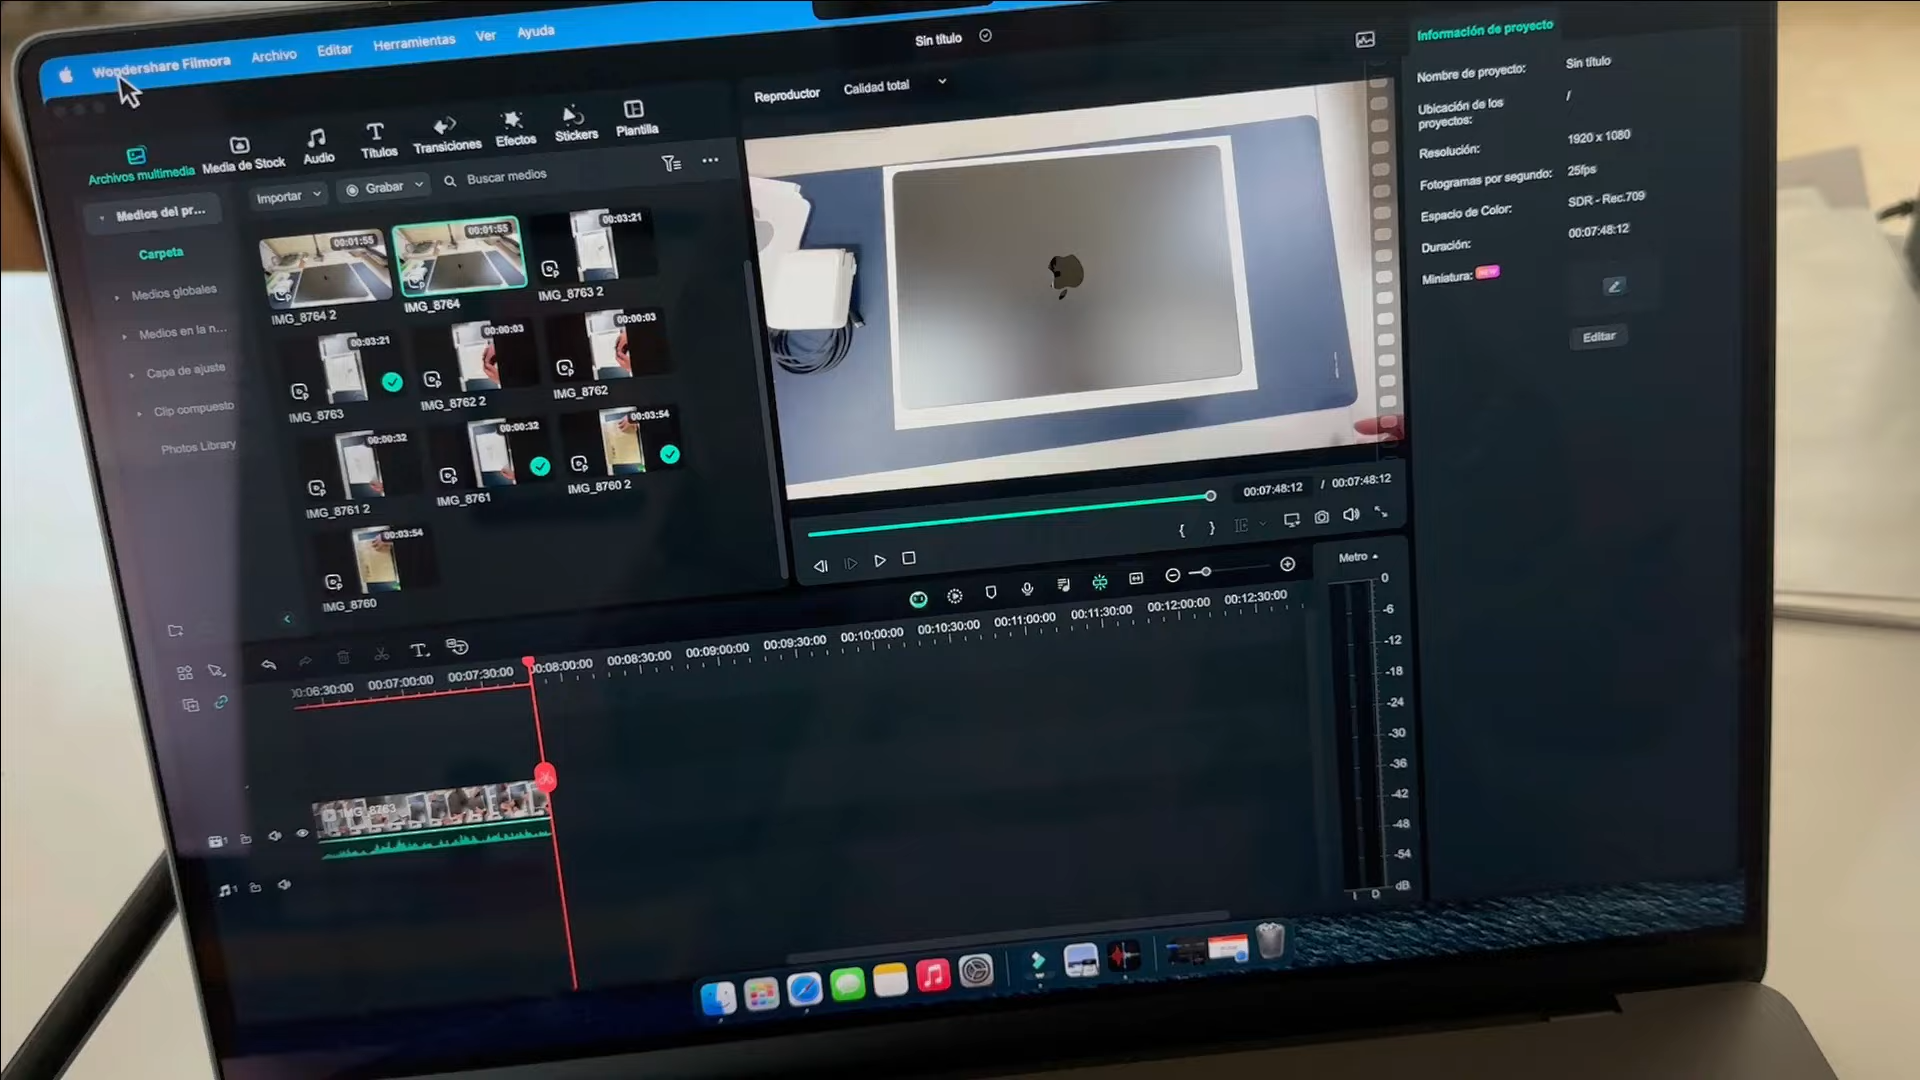 Wondershare Filmora Archivo Editar Herramientas Ver Ayuda
Sin título
Archivos multimedia
Media de Stock
Audio
Títulos
Transiciones
Efectos
Stickers
Plantilla
Importar
Grabar
Buscar medios
Medios del pr...
Carpeta
Medios globales
Medios en la n...
Capa de ajuste
Clip compuesto
Photos Library
00:01:55
IMG_8764 2
00:01:55
IMG_8764
00:03:21
IMG_8763 2
00:03:21
IMG_8763
00:00:03
IMG_8762 2
00:00:03
IMG_8762
00:00:32
IMG_8761 2
00:00:32
IMG_8761
00:03:54
IMG_8760 2
00:03:54
IMG_8760
Reproductor
Calidad total
00:07:48:12 / 00:07:48:12
Información de proyecto
Nombre de proyecto: Sin título
Ubicación de los proyectos: /
Resolución: 1920 x 1080
Fotogramas por segundo: 25fps
Espacio de Color: SDR - Rec.709
Duración: 00:07:48:12
Miniatura: NEW
Editar
00:06:30:00 00:07:00:00 00:07:30:00 00:08:00:00 00:08:30:00 00:09:00:00 00:09:30:00 00:10:00:00 00:10:30:00 00:11:00:00 00:11:30:00 00:12:00:00 00:12:30:00
IMG_8763
1
1
Metro
0
-6
-12
-18
-24
-30
-36
-42
-48
-54
dB
I D